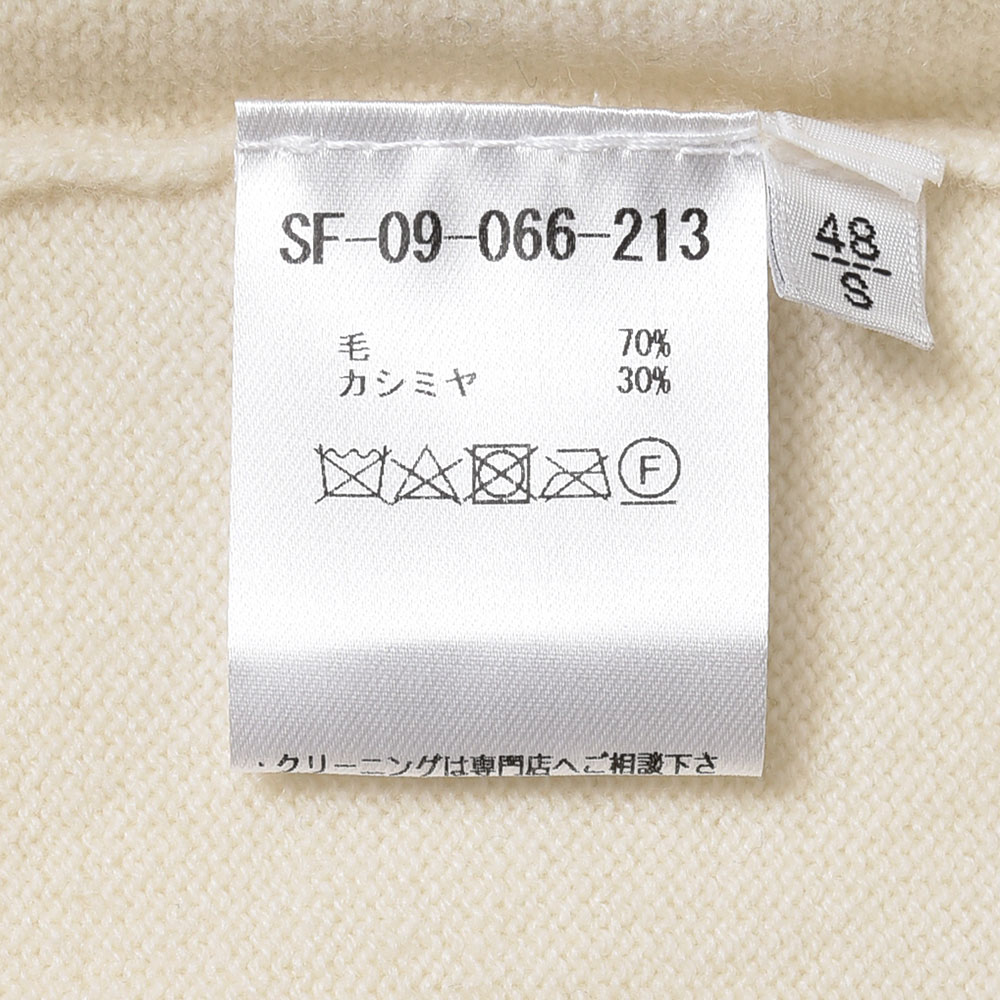 SF-09-066-213
48
S
毛 70%
カシミヤ 30%
F
、クリーニングは専門店へご相談下さ